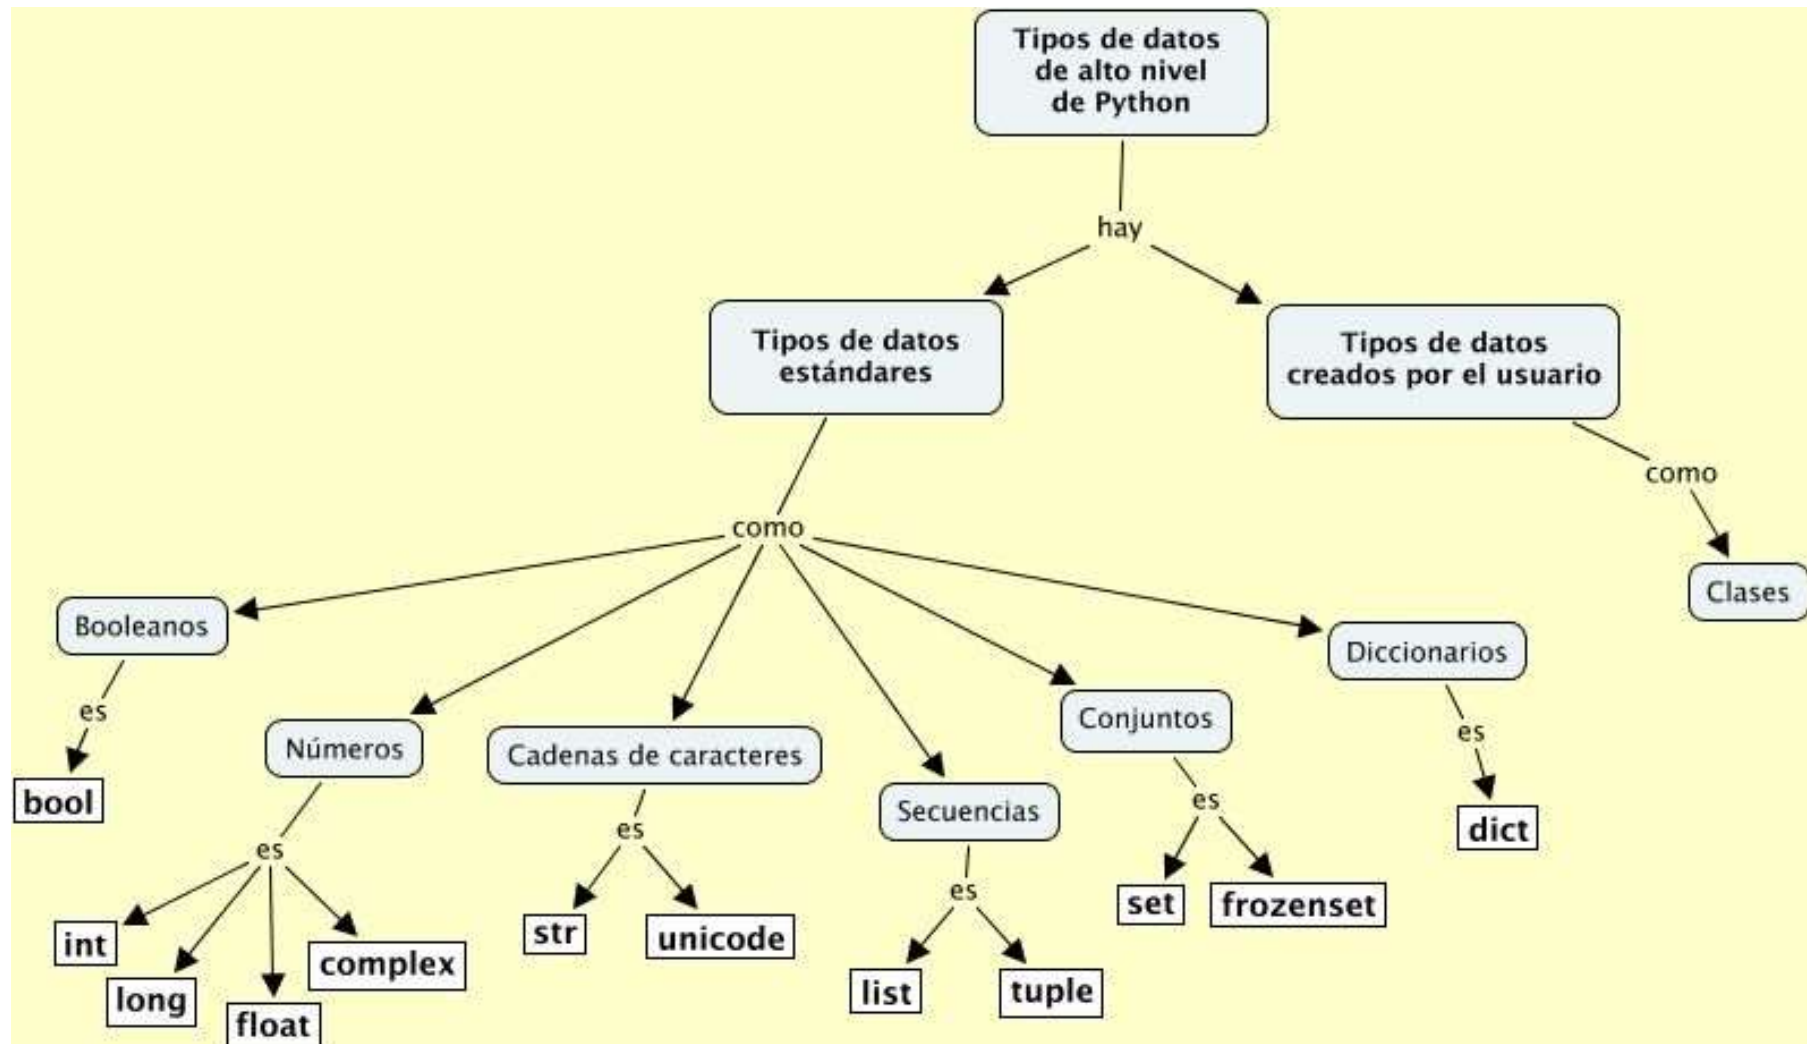 Tipos de datos
de alto nivel
de Python
hay
Tipos de datos
estándares
Tipos de datos
creados por el usuario
como
como
Clases
Booleanos
Diccionarios
es
es
bool
dict
Números
Cadenas de caracteres
Secuencias
Conjuntos
es
es
es
es
int
long
float
complex
str
unicode
list
tuple
set
frozenset